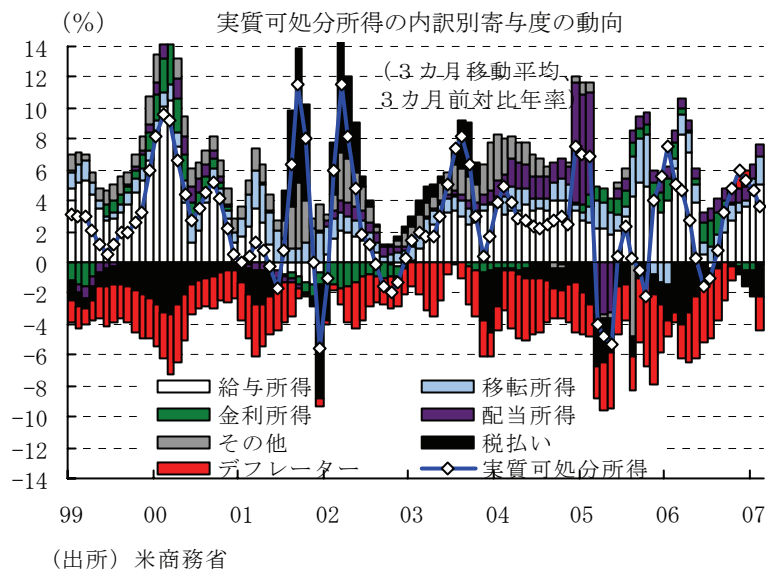 実質可処分所得の内訳別寄与度の動向
(%)
(３カ月移動平均、
３カ月前対比年率)
14
12
10
8
6
4
2
0
−2
−4
−6
−8
−10
−12
−14
給与所得 移転所得
金利所得 配当所得
その他 税払い
デフレーター 実質可処分所得
99 00 01 02 03 04 05 06 07
(出所) 米商務省